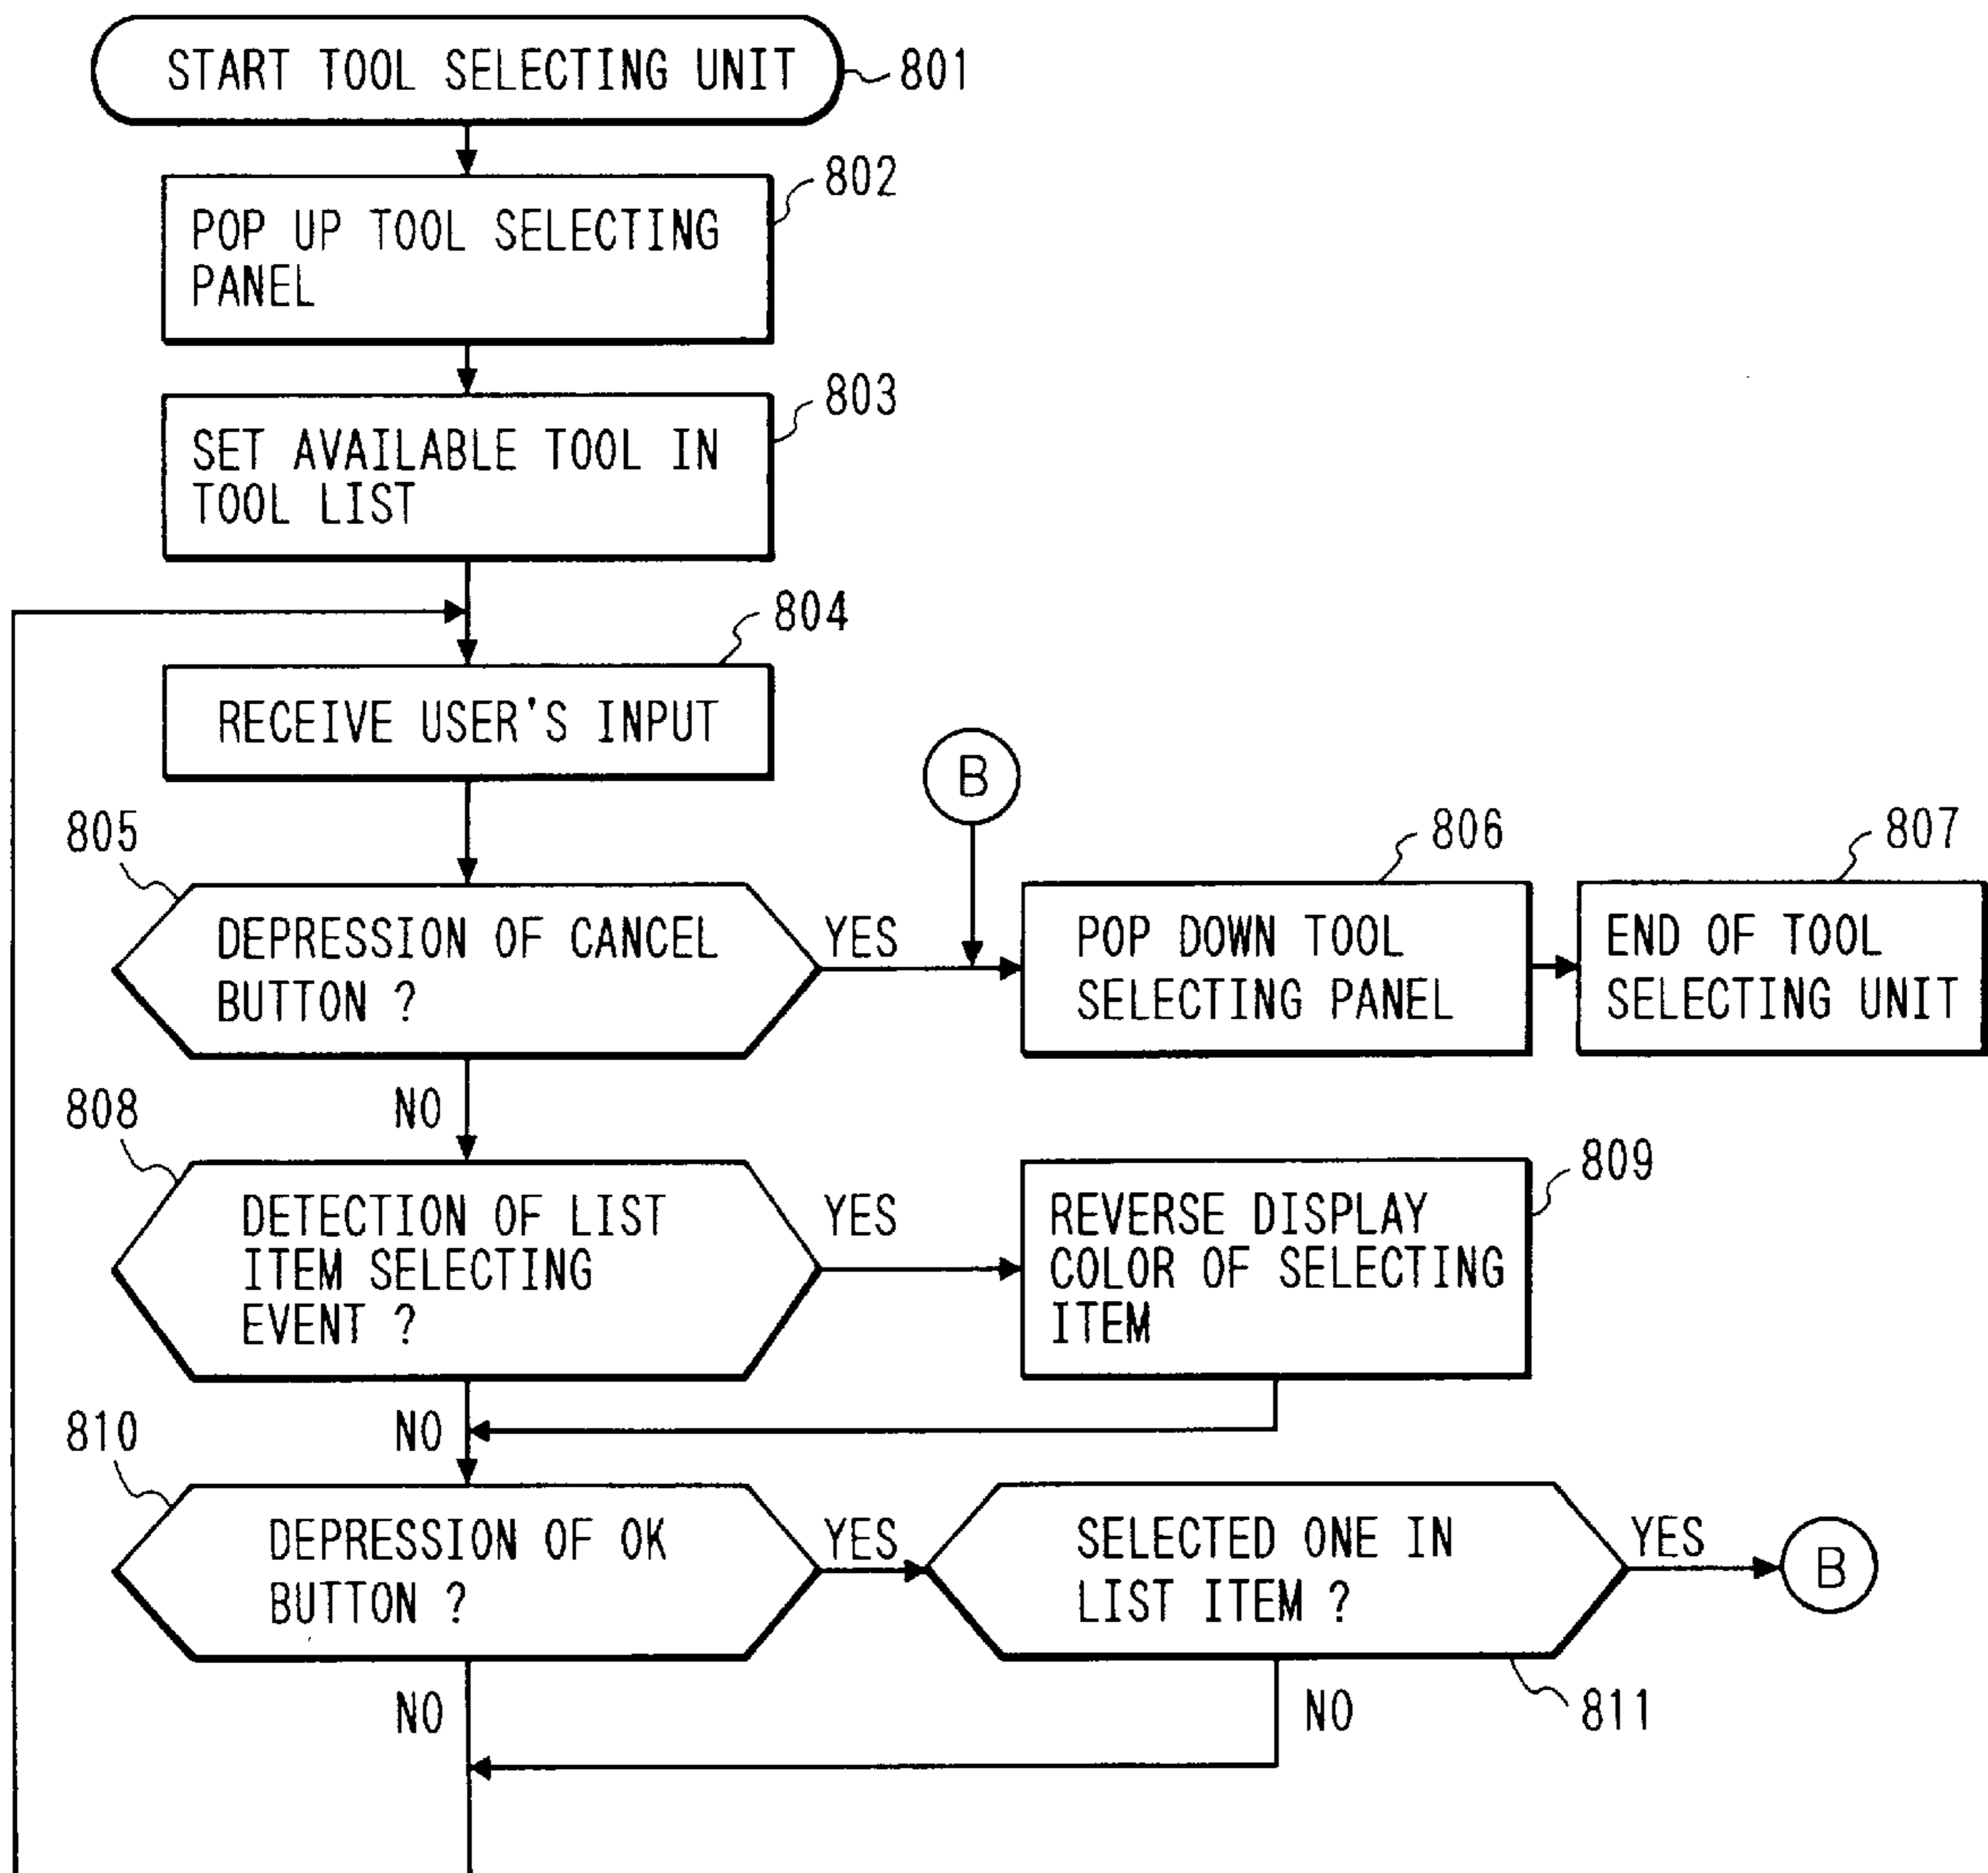 START TOOL SELECTING UNIT
801
802
POP UP TOOL SELECTING
PANEL
803
SET AVAILABLE TOOL IN
TOOL LIST
804
RECEIVE USER'S INPUT
B
805
DEPRESSION OF CANCEL
BUTTON ?
YES
806
POP DOWN TOOL
SELECTING PANEL
807
END OF TOOL
SELECTING UNIT
NO
808
DETECTION OF LIST
ITEM SELECTING
EVENT ?
YES
809
REVERSE DISPLAY
COLOR OF SELECTING
ITEM
NO
810
DEPRESSION OF OK
BUTTON ?
YES
SELECTED ONE IN
LIST ITEM ?
YES
B
811
NO
NO